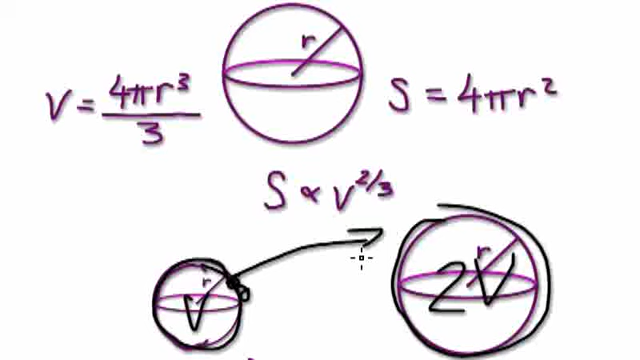 r
V = 4πr³/3
S = 4πr²
S ∝ V^2/3
r
V
r
2V